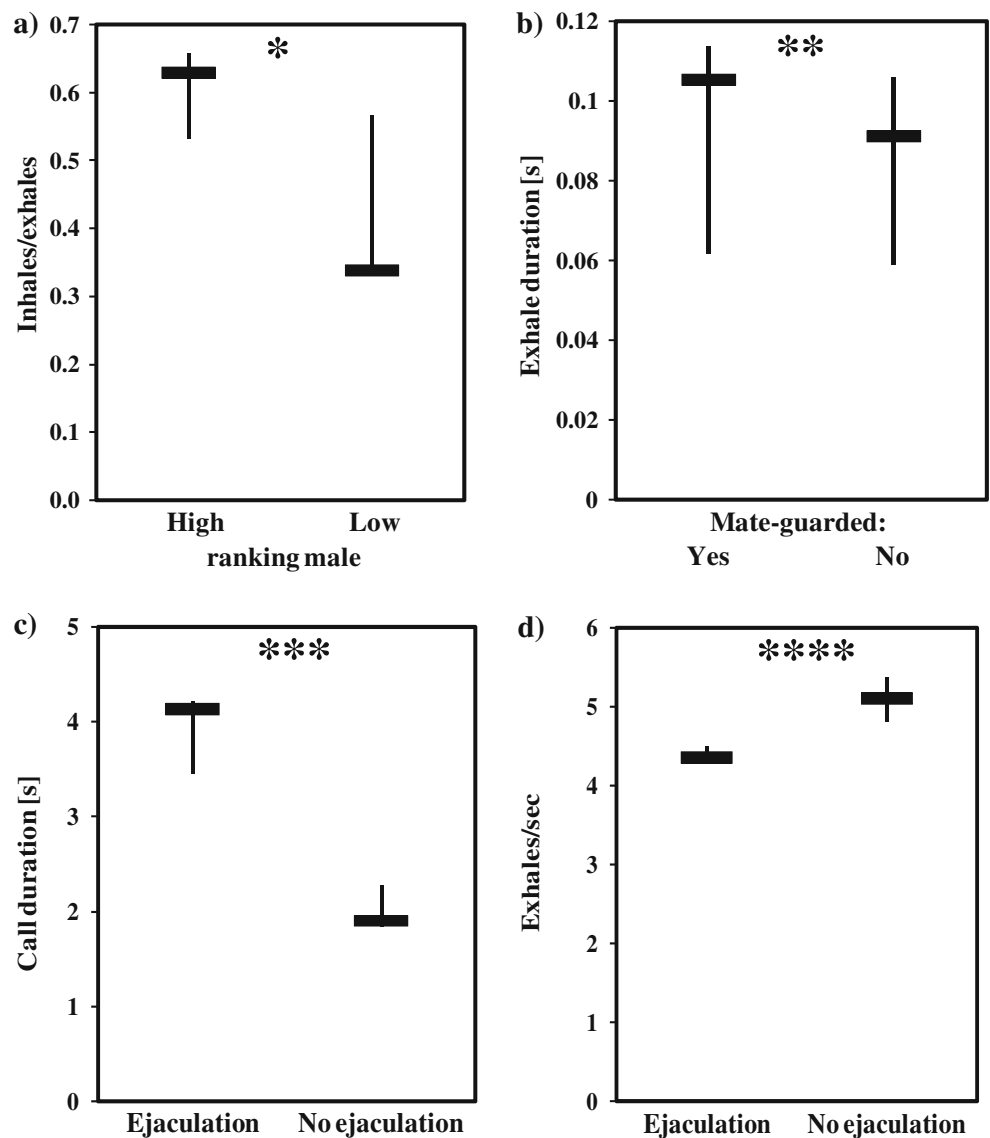 a)
0.7
0.6
0.5
0.4
0.3
0.2
0.1
0.0
Inhales/exhales
*
High Low
ranking male
b)
0.12
0.1
0.08
0.06
0.04
0.02
0
Exhale duration [s]
**
Mate-guarded:
Yes No
c)
5
4
3
2
1
0
Call duration [s]
***
Ejaculation No ejaculation
d)
6
5
4
3
2
1
0
Exhales/sec
****
Ejaculation No ejaculation